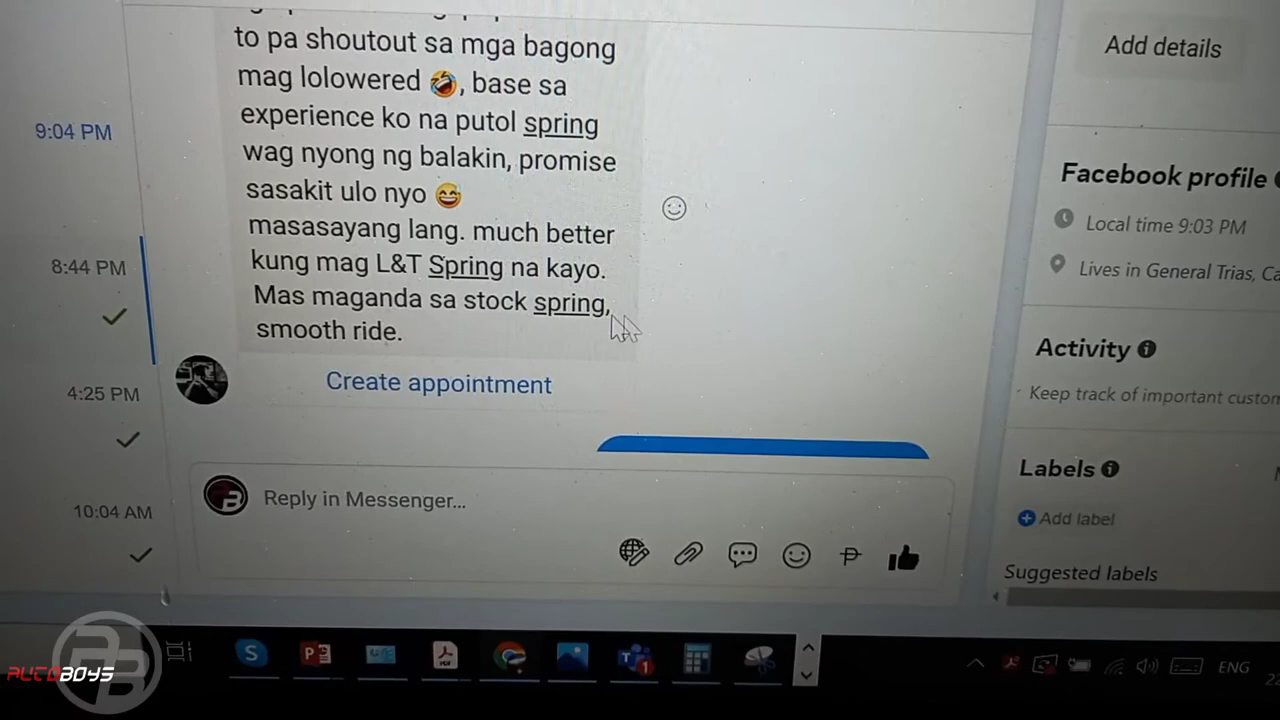 to pa shoutout sa mga bagong
mag lolowered 🤣, base sa
experience ko na putol spring
wag nyong ng balakin, promise
sasakit ulo nyo 😅
masasayang lang. much better
kung mag L&T Spring na kayo.
Mas maganda sa stock spring,
smooth ride.
Create appointment
Reply in Messenger...
9:04 PM
8:44 PM
4:25 PM
10:04 AM
Add details
Facebook profile
Local time 9:03 PM
Lives in General Trias, Ca
Activity
Keep track of important custom
Labels
Add label
Suggested labels
ENG
AUTOBOYS